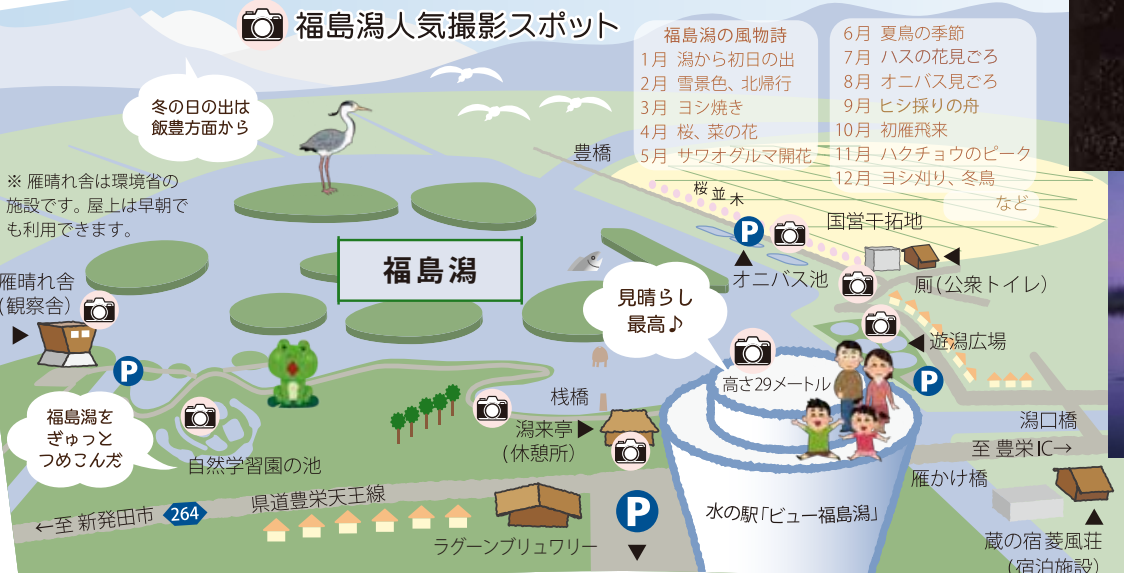 福島潟人気撮影スポット
福島潟の風物詩
1月 潟から初日の出
2月 雪景色、北帰行
3月 ヨシ焼き
4月 桜、菜の花
5月 サワオグルマ開花
6月 夏鳥の季節
7月 ハスの花見ごろ
8月 オニバス見ごろ
9月 ヒシ採りの舟
10月 初雁飛来
11月 ハクチョウのピーク
12月 ヨシ刈り、冬鳥
など
冬の日の出は
飯豊方面から
※ 雁晴れ舎は環境省の
施設です。屋上は早朝で
も利用できます。
豊橋
桜並木
P
国営干拓地
オニバス池
厠(公衆トイレ)
雁晴れ舎
(観察舎)
福島潟
見晴らし
最高♪
遊潟広場
P
高さ29メートル
P
福島潟を
ぎゅっと
つめこんだ
自然学習園の池
桟橋
潟来亭
(休憩所)
潟口橋
至 豊栄IC→
雁かけ橋
←至 新発田市 264
県道豊栄天王線
ラグーンブリュワリー
P
水の駅「ビュー福島潟」
蔵の宿 菱風荘
(宿泊施設)